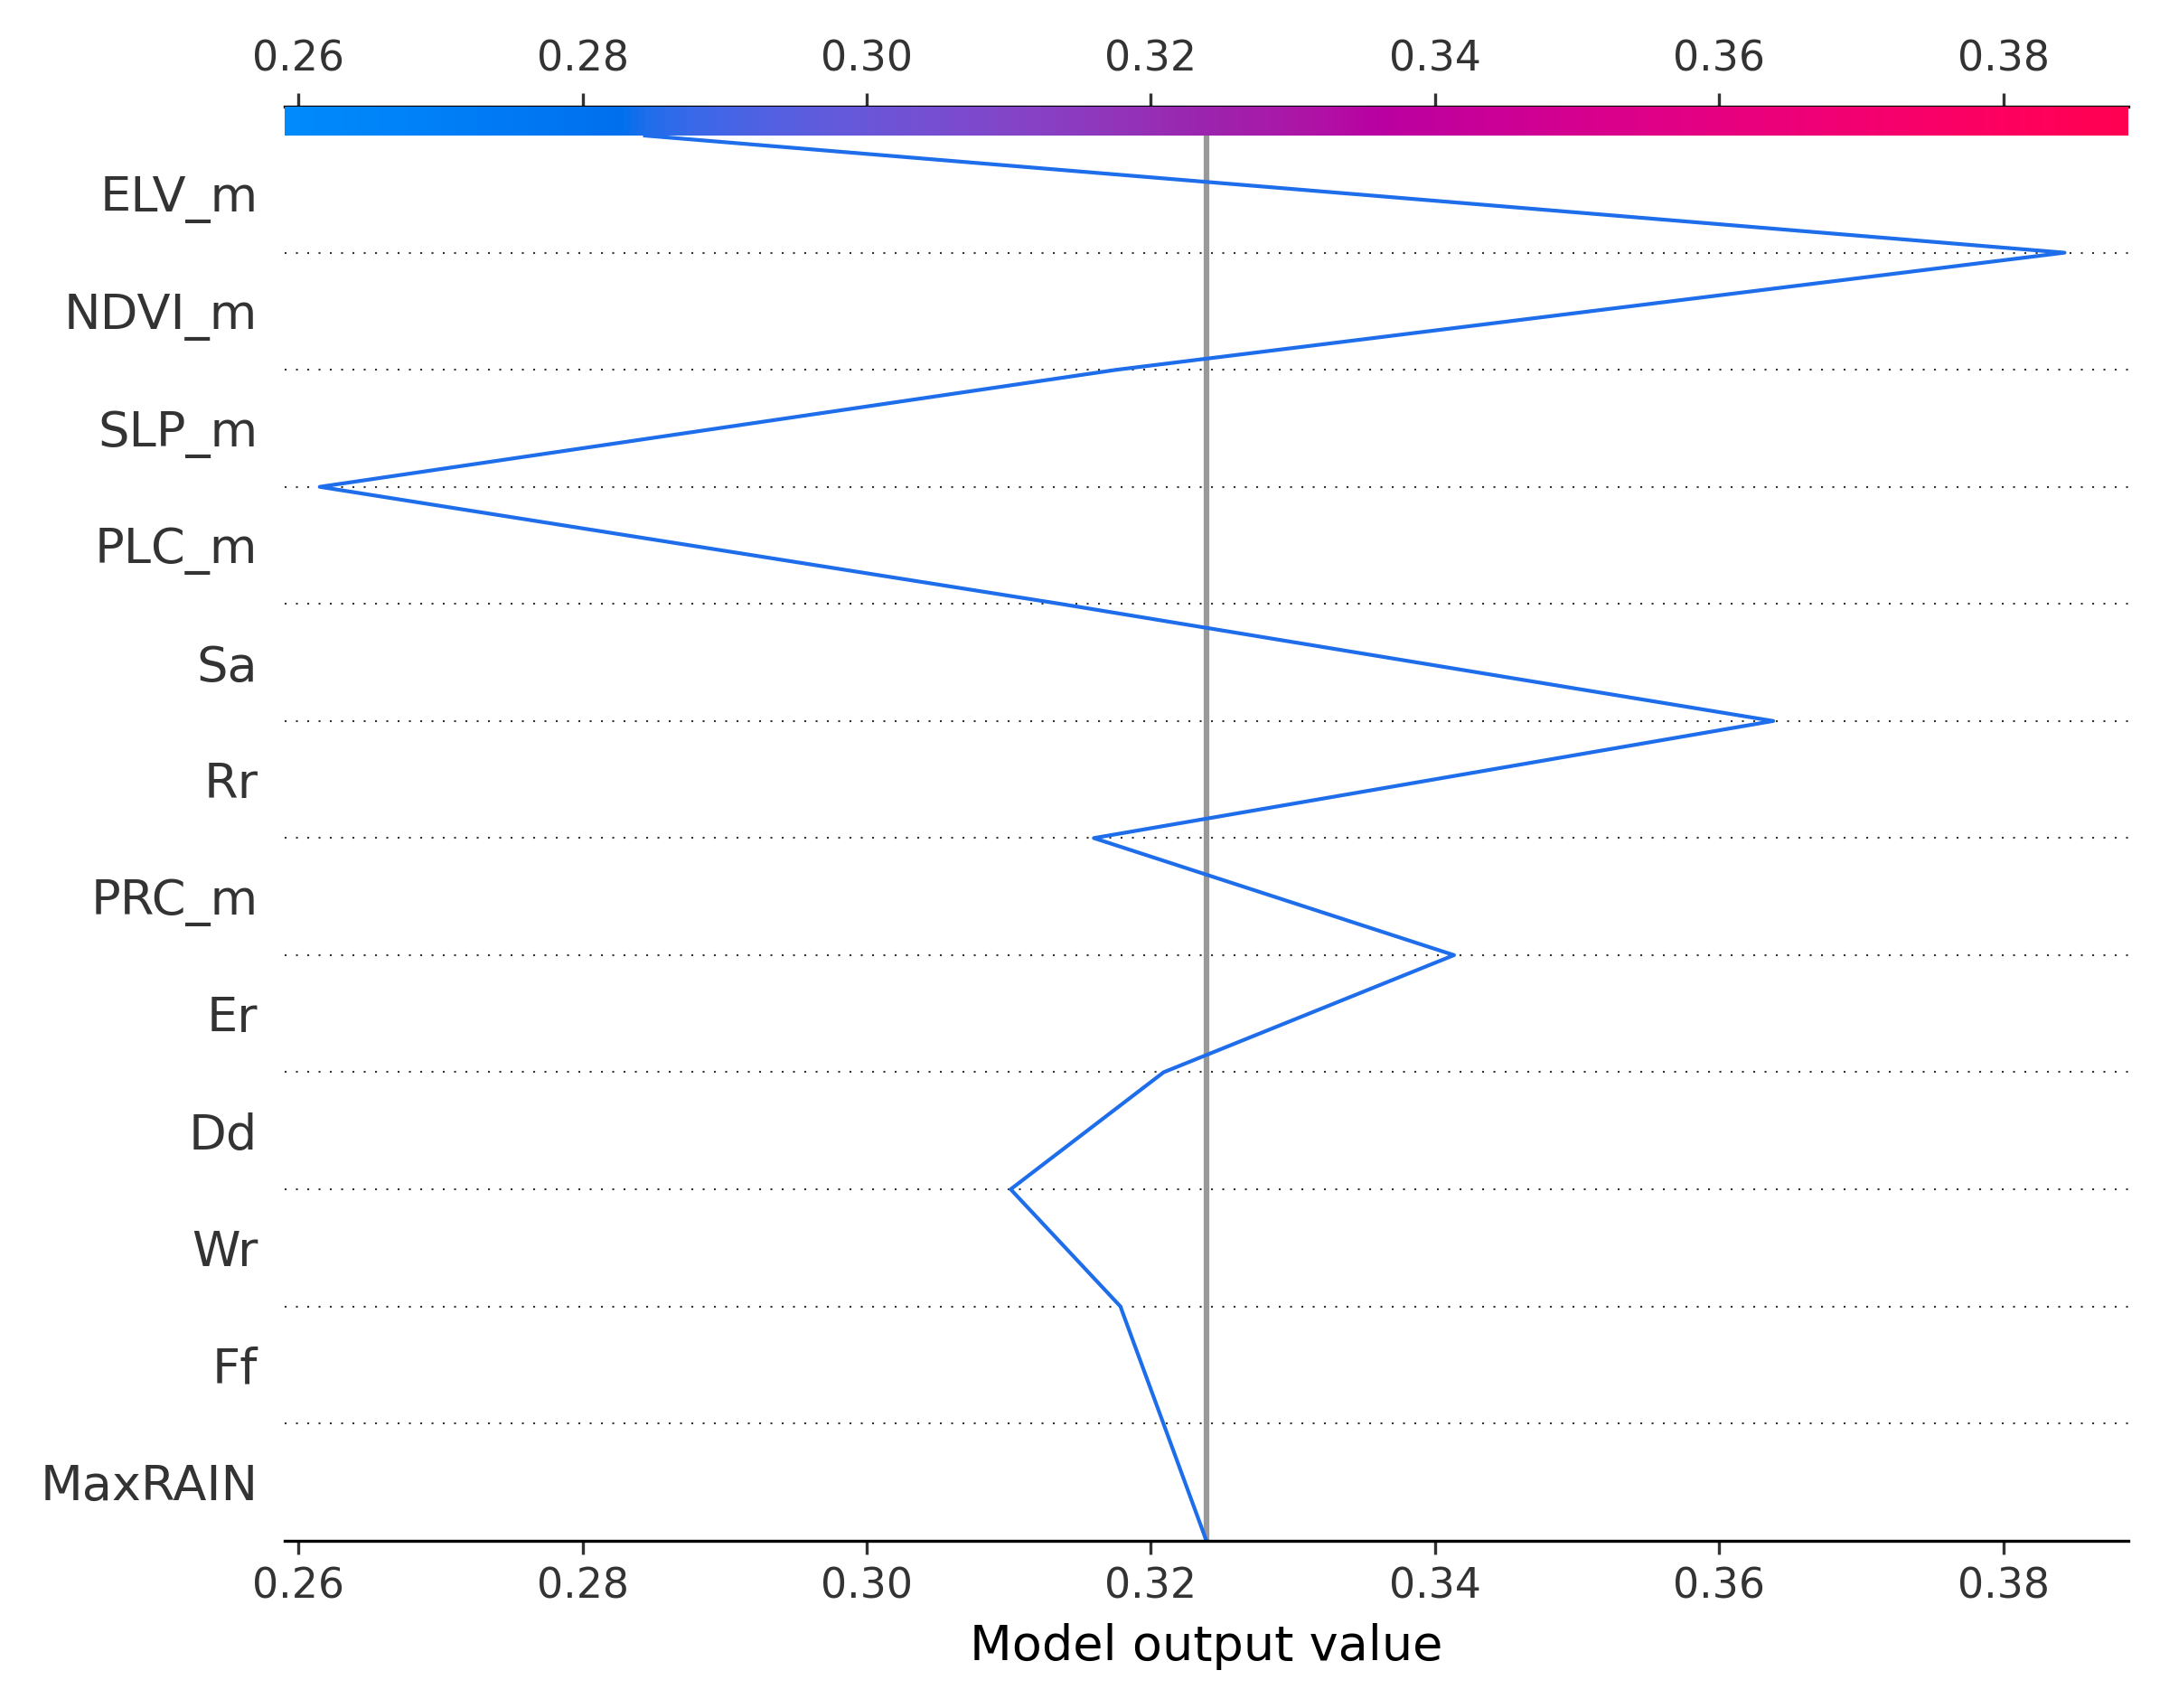 0.26 0.28 0.30 0.32 0.34 0.36 0.38
ELV_m
NDVI_m
SLP_m
PLC_m
Sa
Rr
PRC_m
Er
Dd
Wr
Ff
MaxRAIN
0.26 0.28 0.30 0.32 0.34 0.36 0.38
Model output value